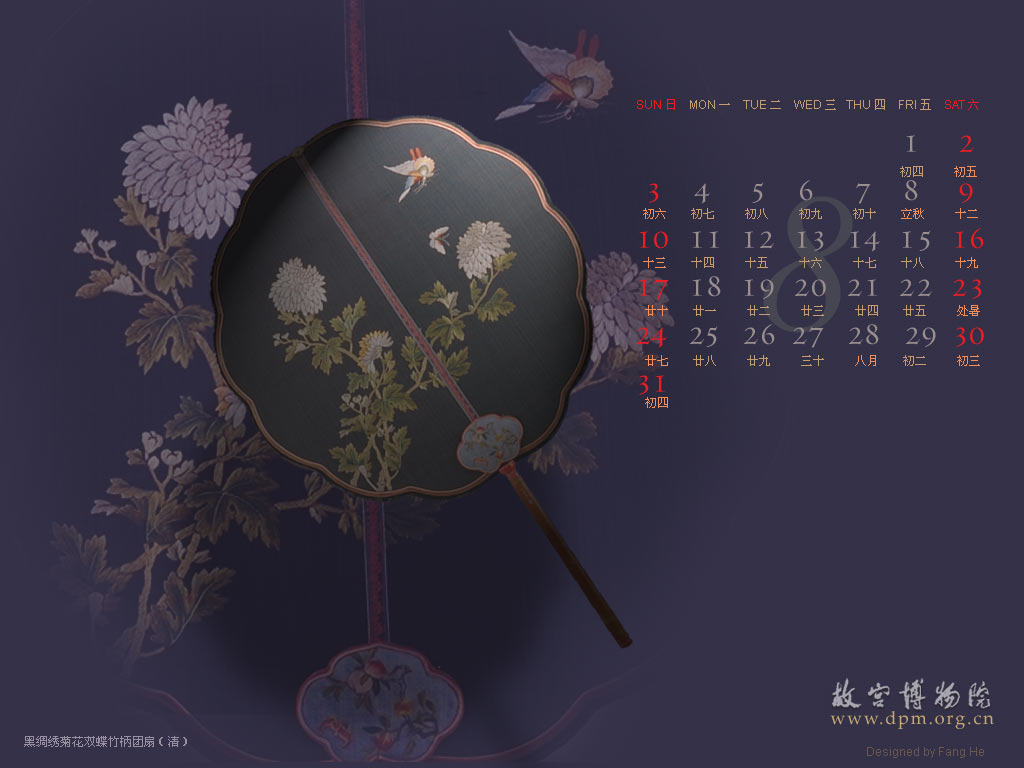 SUN 日 MON 一 TUE 二 WED 三 THU 四 FRI 五 SAT 六
1 2
初四 初五
3 4 5 6 7 8 9
初六 初七 初八 初九 初十 立秋 十二
8
10 11 12 13 14 15 16
十三 十四 十五 十六 十七 十八 十九
17 18 19 20 21 22 23
廿十 廿一 廿二 廿三 廿四 廿五 处暑
24 25 26 27 28 29 30
廿七 廿八 廿九 三十 八月 初二 初三
31
初四
故宫博物院
www.dpm.org.cn
黑绸绣菊花双蝶竹柄团扇（清）
Designed by Fang He